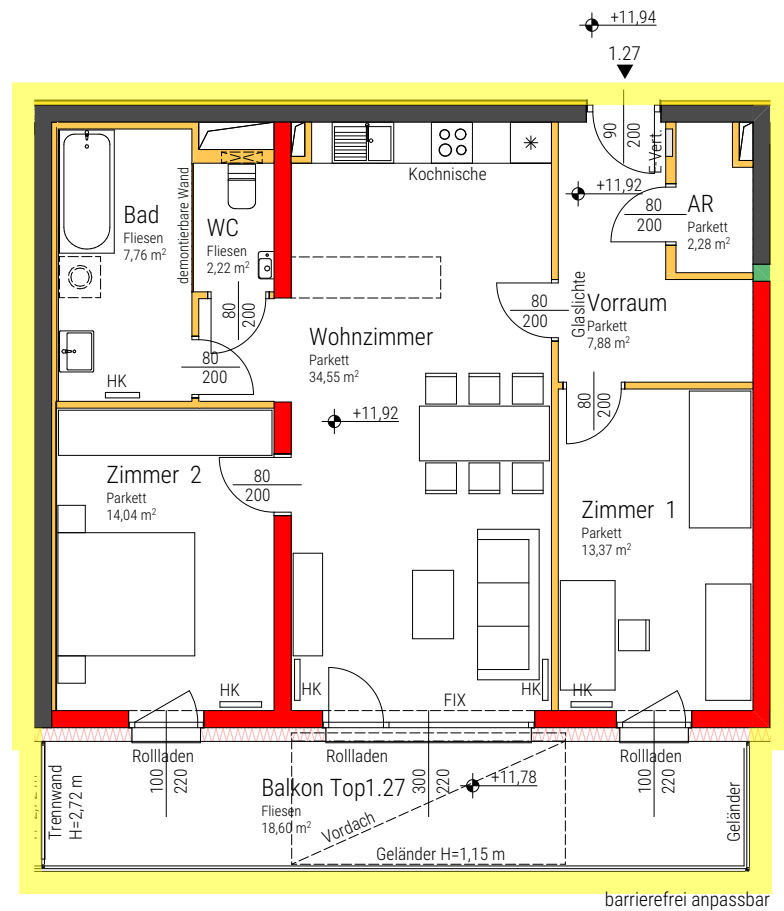 +11,94
1.27
90
200
E-Vert.
Kochnische
+11,92
AR
Parkett
2,28 m²
80
200
Bad
Fliesen
7,76 m²
demontierbare Wand
WC
Fliesen
2,22 m²
80
200
80
200
Glaslichte
Vorraum
Parkett
7,88 m²
Wohnzimmer
Parkett
34,55 m²
80
200
HK
80
200
+11,92
Zimmer 2
Parkett
14,04 m²
80
200
Zimmer 1
Parkett
13,37 m²
HK
HK
FIX
HK
HK
Rollladen
Rollladen
Rollladen
100
220
300
220
100
220
Trennwand
H=2,72 m
Balkon Top1.27
Fliesen
18,60 m²
+11,78
Vordach
Geländer
Geländer H=1,15 m
barrierefrei anpassbar